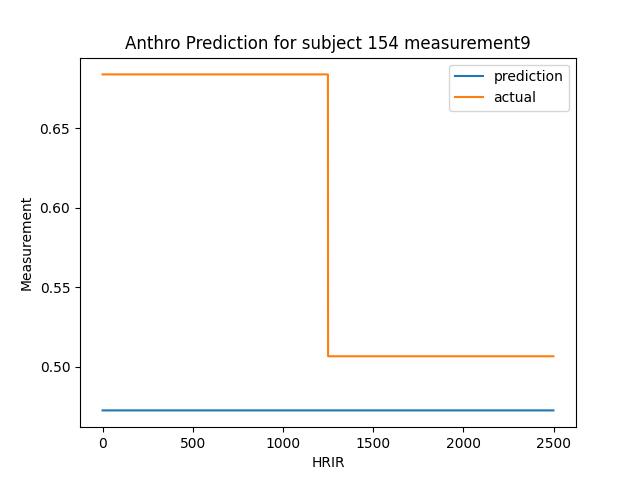 Anthro Prediction for subject 154 measurement9
prediction
actual
0.65
0.60
0.55
0.50
Measurement
0
500
1000
1500
2000
2500
HRIR